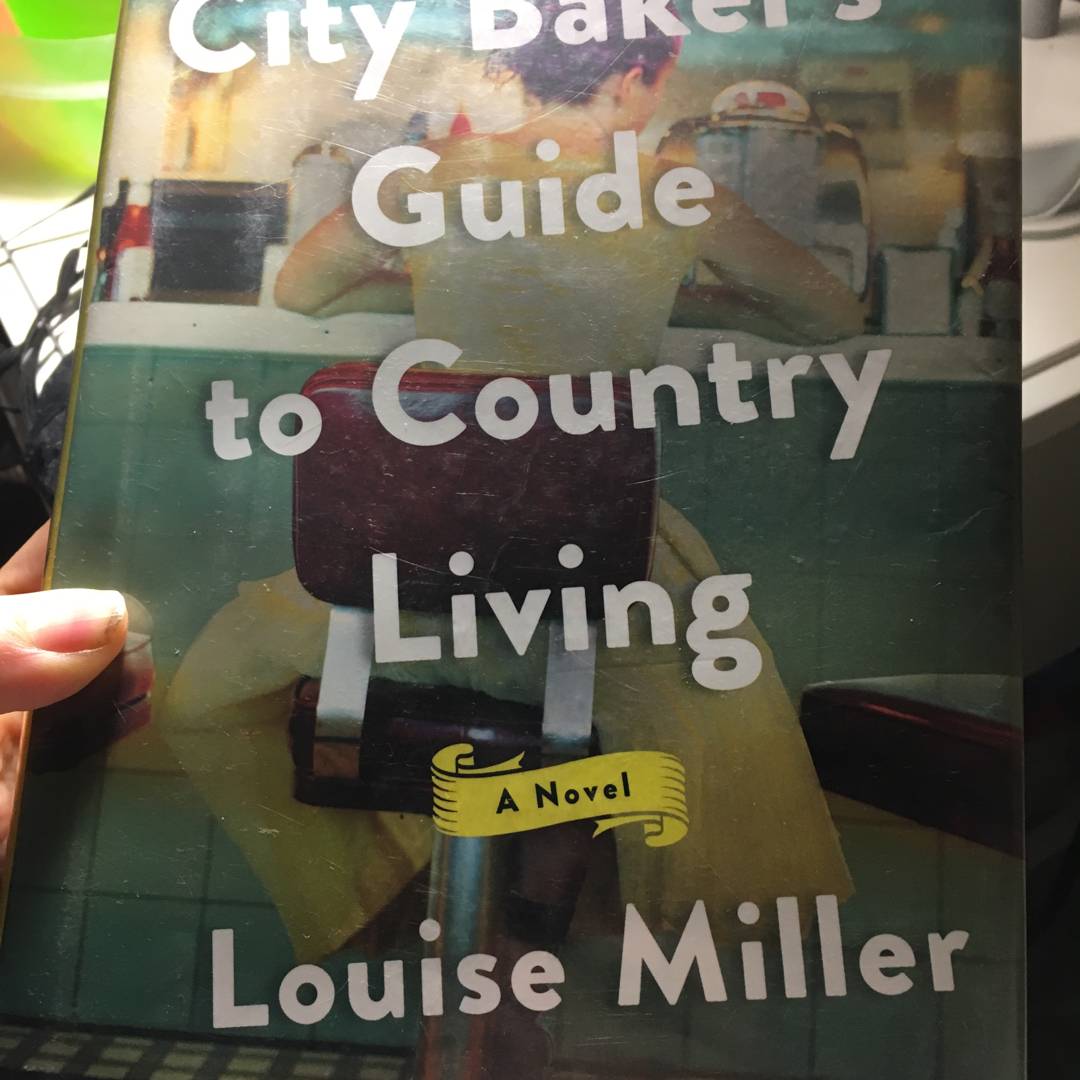 City Baker's
Guide
to Country
Living
A Novel
Louise Miller